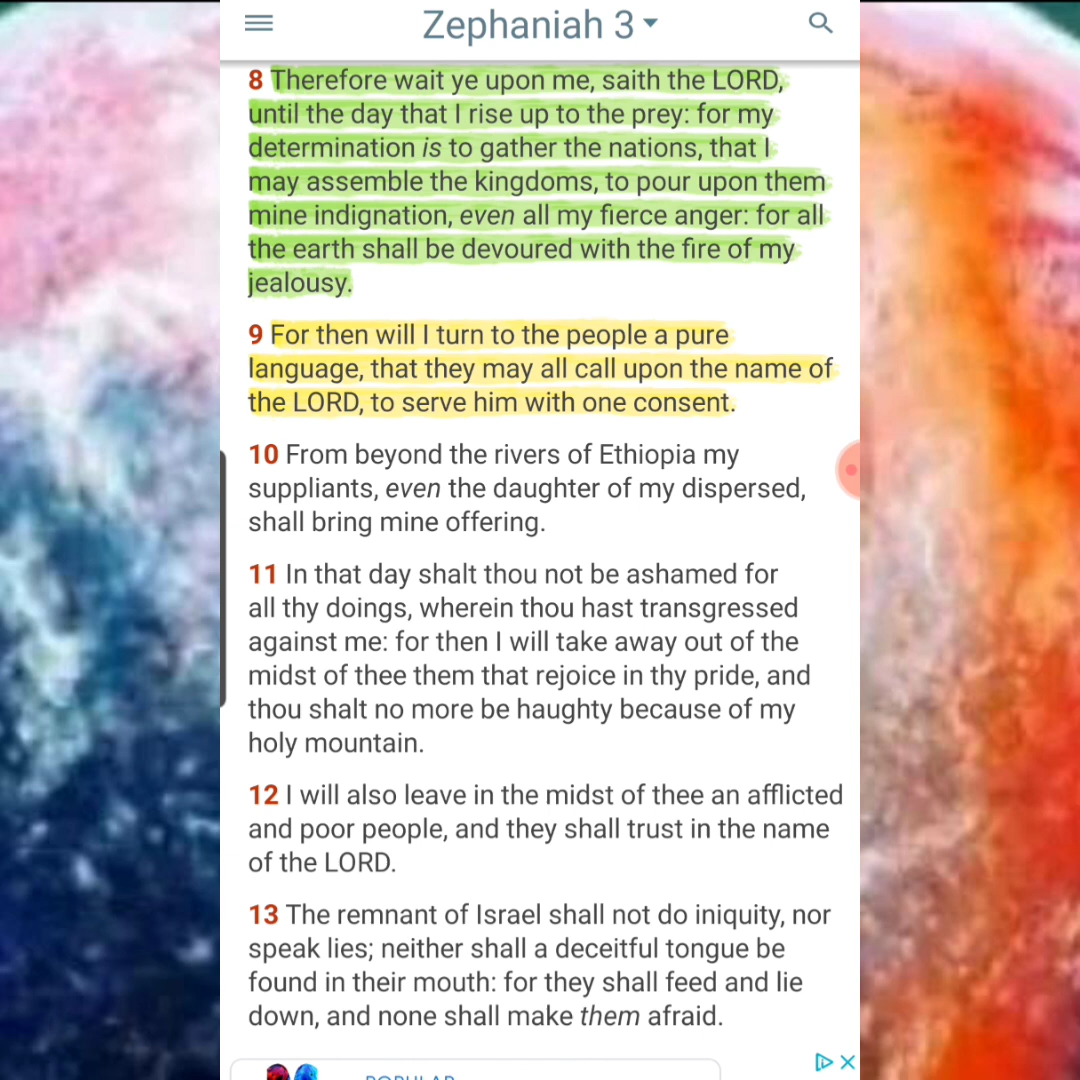 Zephaniah 3
8 Therefore wait ye upon me, saith the LORD,
until the day that I rise up to the prey: for my
determination is to gather the nations, that I
may assemble the kingdoms, to pour upon them
mine indignation, even all my fierce anger: for all
the earth shall be devoured with the fire of my
jealousy.
9 For then will I turn to the people a pure
language, that they may all call upon the name of
the LORD, to serve him with one consent.
10 From beyond the rivers of Ethiopia my
suppliants, even the daughter of my dispersed,
shall bring mine offering.
11 In that day shalt thou not be ashamed for
all thy doings, wherein thou hast transgressed
against me: for then I will take away out of the
midst of thee them that rejoice in thy pride, and
thou shalt no more be haughty because of my
holy mountain.
12 I will also leave in the midst of thee an afflicted
and poor people, and they shall trust in the name
of the LORD.
13 The remnant of Israel shall not do iniquity, nor
speak lies; neither shall a deceitful tongue be
found in their mouth: for they shall feed and lie
down, and none shall make them afraid.
POPULAR